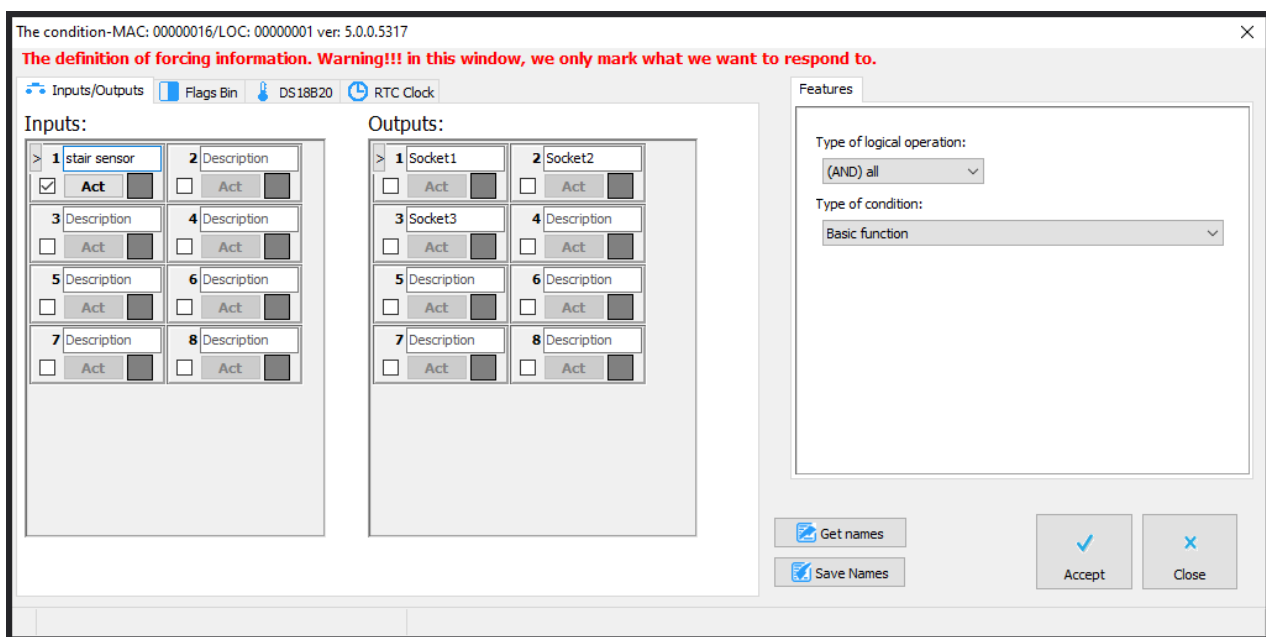 The condition-MAC: 00000016/LOC: 00000001 ver: 5.0.0.5317
The definition of forcing information. Warning!!! in this window, we only mark what we want to respond to.
Inputs/Outputs Flags Bin DS18B20 RTC Clock
Inputs:
> 1 stair sensor 2 Description
Act Act
3 Description 4 Description
Act Act
5 Description 6 Description
Act Act
7 Description 8 Description
Act Act
Outputs:
> 1 Socket1 2 Socket2
Act Act
3 Socket3 4 Description
Act Act
5 Description 6 Description
Act Act
7 Description 8 Description
Act Act
Features
Type of logical operation:
(AND) all
Type of condition:
Basic function
Get names
Save Names
Accept Close